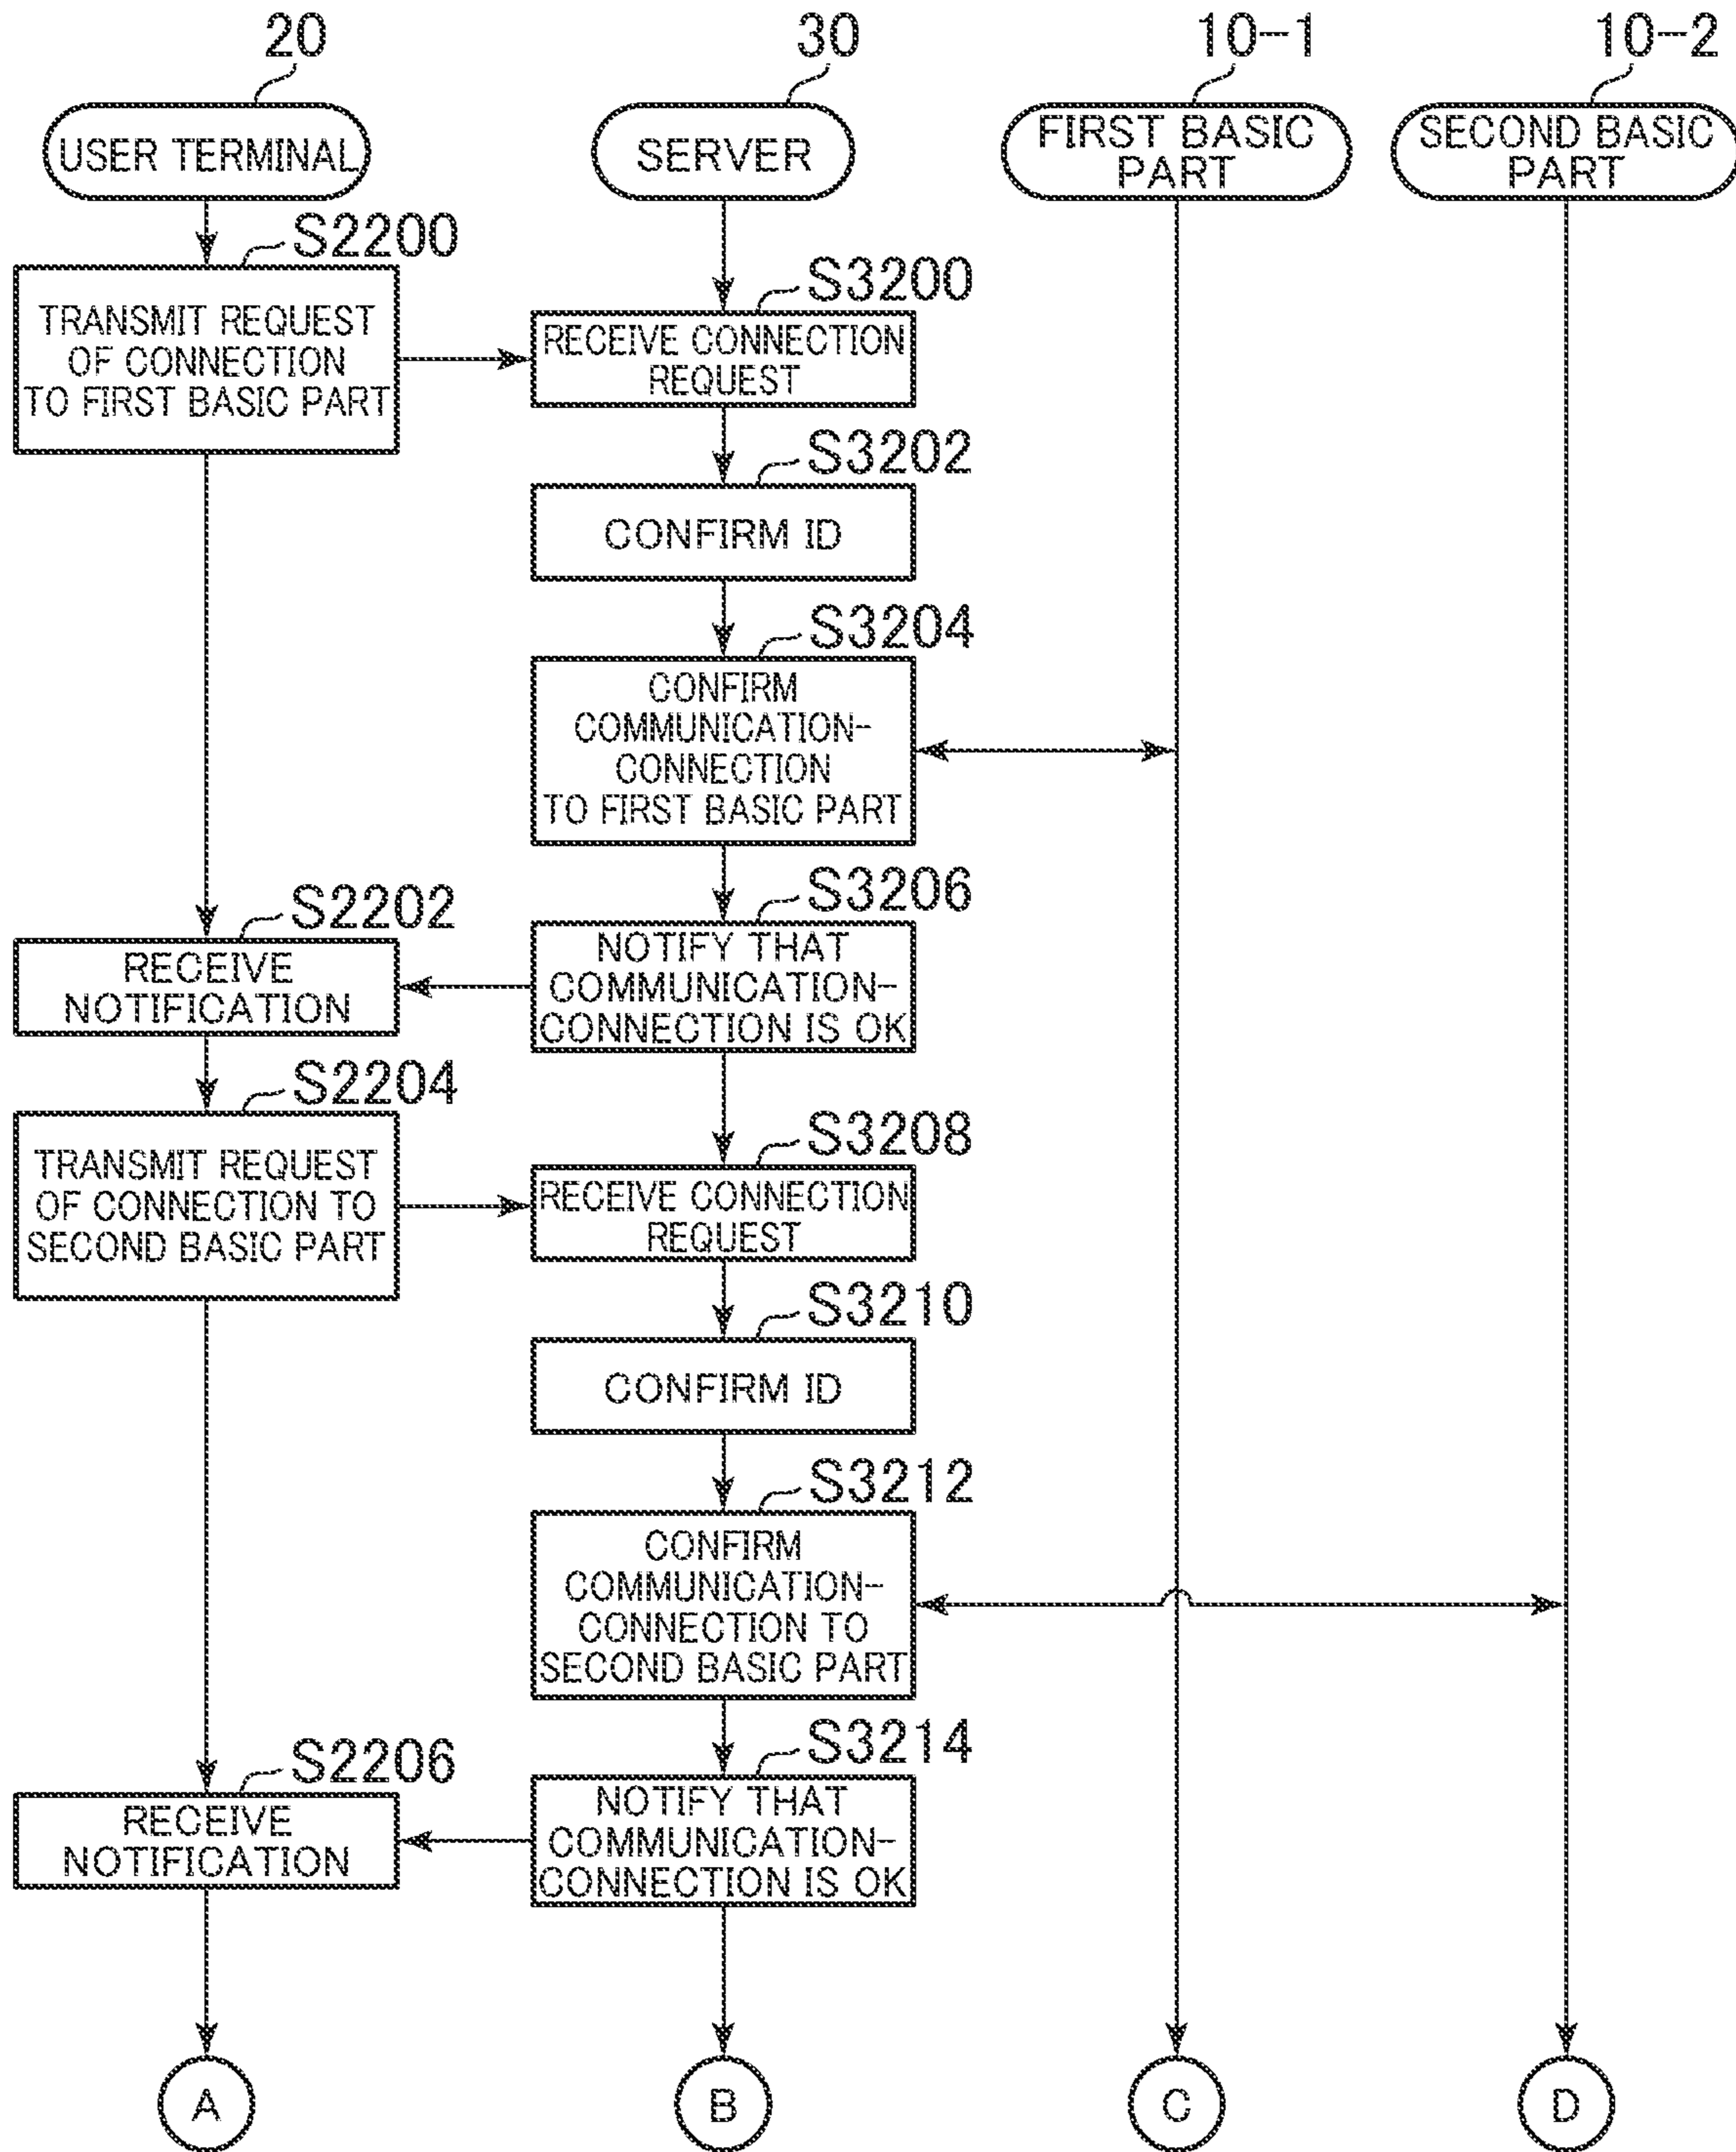 20
30
10-1
10-2
USER TERMINAL
SERVER
FIRST BASIC
PART
SECOND BASIC
PART
S2200
TRANSMIT REQUEST
OF CONNECTION
TO FIRST BASIC PART
S3200
RECEIVE CONNECTION
REQUEST
S3202
CONFIRM ID
S3204
CONFIRM
COMMUNICATION-
CONNECTION
TO FIRST BASIC PART
S3206
NOTIFY THAT
COMMUNICATION-
CONNECTION IS OK
S2202
RECEIVE
NOTIFICATION
S2204
TRANSMIT REQUEST
OF CONNECTION TO
SECOND BASIC PART
S3208
RECEIVE CONNECTION
REQUEST
S3210
CONFIRM ID
S3212
CONFIRM
COMMUNICATION-
CONNECTION TO
SECOND BASIC PART
S3214
NOTIFY THAT
COMMUNICATION-
CONNECTION IS OK
S2206
RECEIVE
NOTIFICATION
A
B
C
D